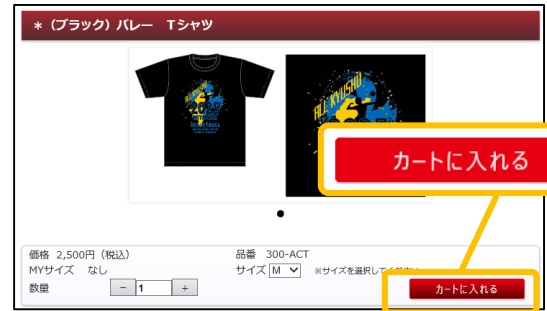 * (ブラック) バレー Tシャツ
ALL KYUSHU
ALL KYUSHU
カートに入れる
価格 2,500円 (税込)
品番 300-ACT
MYサイズ なし
サイズ M ※サイズを選択してください
数量 － 1 ＋
カートに入れる